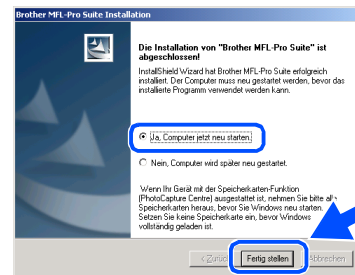 Brother MFL-Pro Suite Installation
Die Installation von "Brother MFL-Pro Suite" ist
abgeschlossen!
InstallShield Wizard hat Brother MFL-Pro Suite erfolgreich
installiert. Der Computer muss neu gestartet werden, bevor das
installierte Programm verwendet werden kann.
Ja, Computer jetzt neu starten.
Nein, Computer wird später neu gestartet.
Wenn Ihr Gerät mit der Speicherkarten-Funktion
(PhotoCapture Centre) ausgestattet ist, nehmen Sie bitte alle
Speicherkarten heraus, bevor Sie Windows neu starten.
Setzen Sie keine Speicherkarte ein, bevor Windows
vollständig geladen ist.
< Zurück
Fertig stellen
Abbrechen